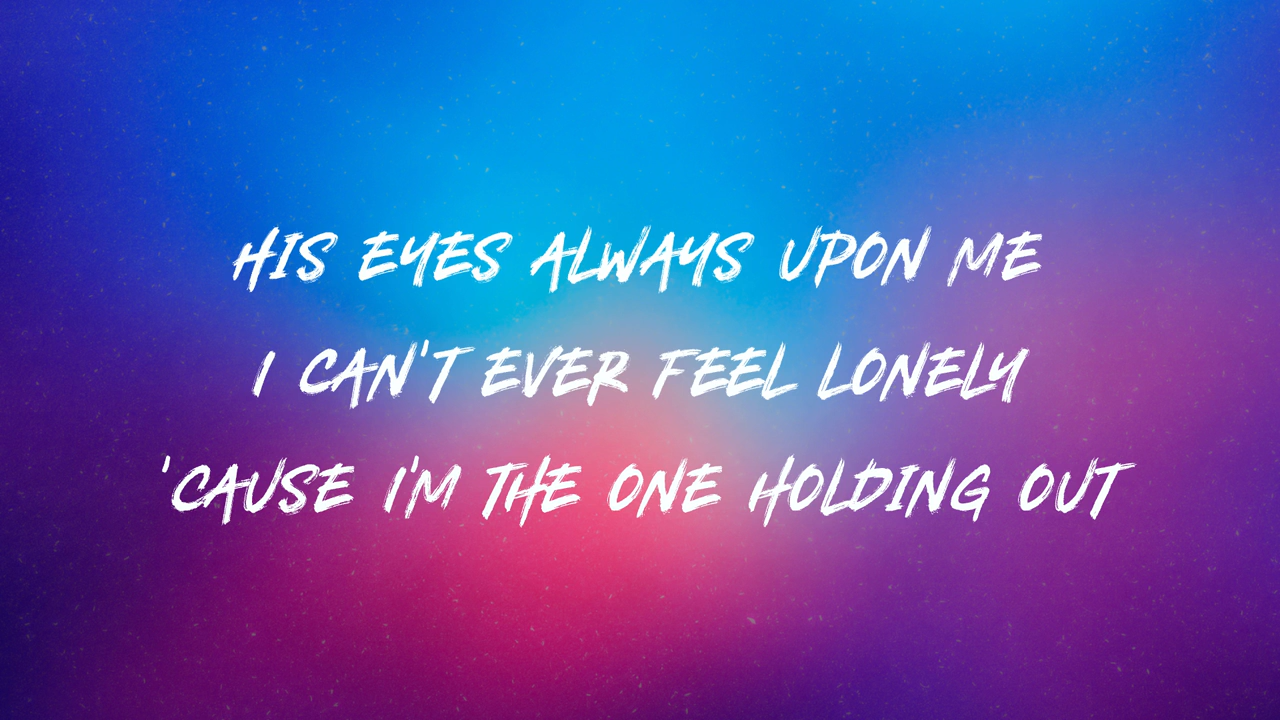 HIS EYES ALWAYS UPON ME
I CAN'T EVER FEEL LONELY
'CAUSE I'M THE ONE HOLDING OUT